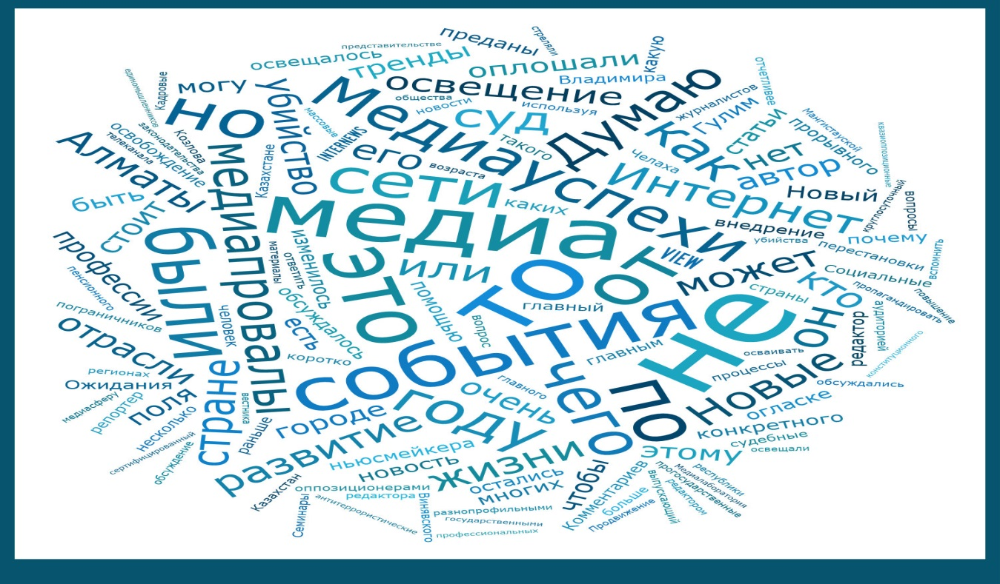 стреляли
преданы
представительстве
какую
освещалось
тренды
оплошали
Владимира
отчетливее
единомышленников
Кадровые
могу
убийство
Медиауспехи
освещение
общества
новости
используя
Думаю
журналистов
Гулим
статьи
Мангистауской
Прорывного
квазиоппозиционные
но
массовые
INTERNEWS
суд
такого
как
нет
законодательства
Козлова
освобождение
телеканала
Алматы
Казахстане
его
возраста
Челаха
автор
Интернет
Новый
круглосуточный
вопросы
быть
стоит
медиапровалы
сети
каких
медиа
внедрение
убийства
почему
перестановки
вспомнить
были
профессии
материалы
ответить
изменилось
это
или
VIEW
он
может
Социальные
пропагандировать
повышение
пенсионного
обсуждалось
помощью
то
главный
страны
кто
не
пограничников
отрасли
человек
есть
вопрос
события
главным
они
редактор
аудиторией
осваивать
конституционного
коротко
процессы
регионах
Ожидания
медиасферу
репортер
поля
стране
вестника
главного
чего
по
новые
обсуждались
очень
году
городе
развитие
несколько
раньше
огласке
конкретного
судебные
освещали
этому
сертифицированный
обсуждение
ньюсмейкера
новость
жизни
остались
многих
чтобы
Комментариев
больше
Продвижение
выпускающий
редактором
прогосударственные
Медиалаборатория
республики
Казахстан
оппозиционерами
редактора
Семинары
антитеррористические
Винявского
разнопрофильными
государственными
профессиональных